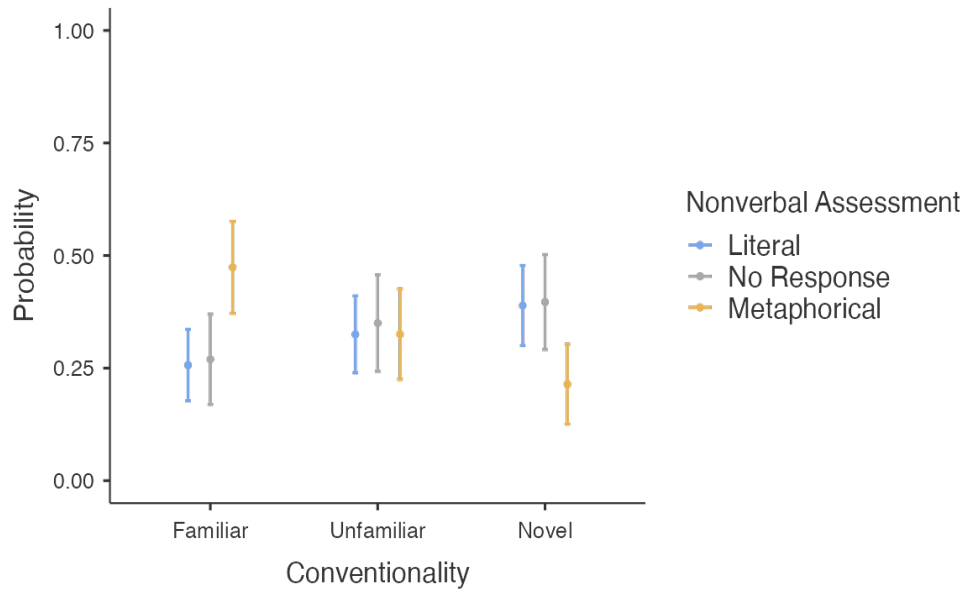 1.00
0.75
0.50
0.25
0.00
Probability
Familiar
Unfamiliar
Novel
Conventionality
Nonverbal Assessment
Literal
No Response
Metaphorical